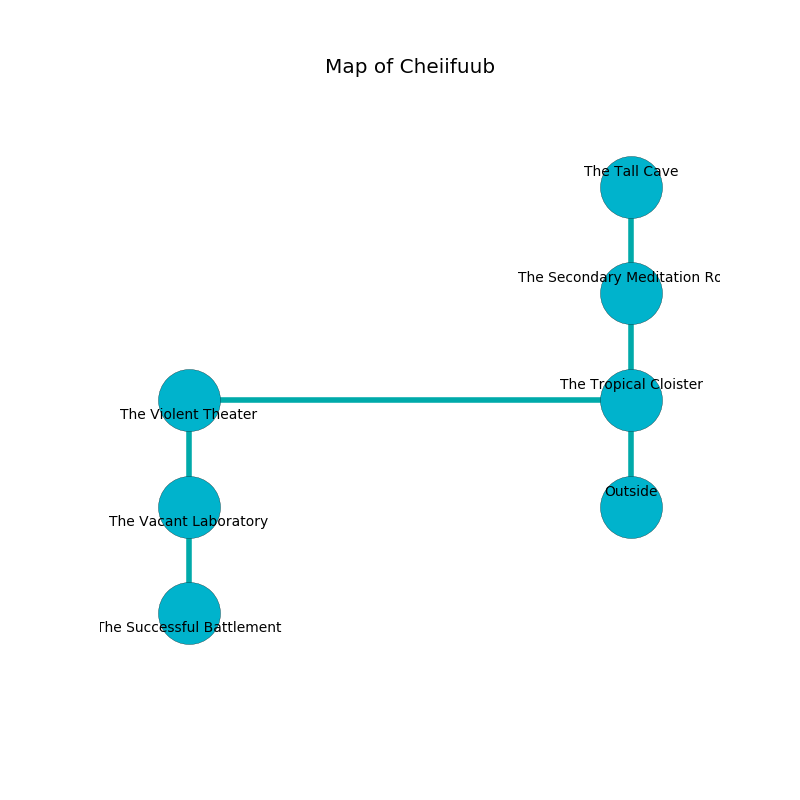 Map of Cheiifuub
The Tall Cave
The Secondary Meditation Ro
The Tropical Cloister
The Violent Theater
Outside
The Vacant Laboratory
The Successful Battlement